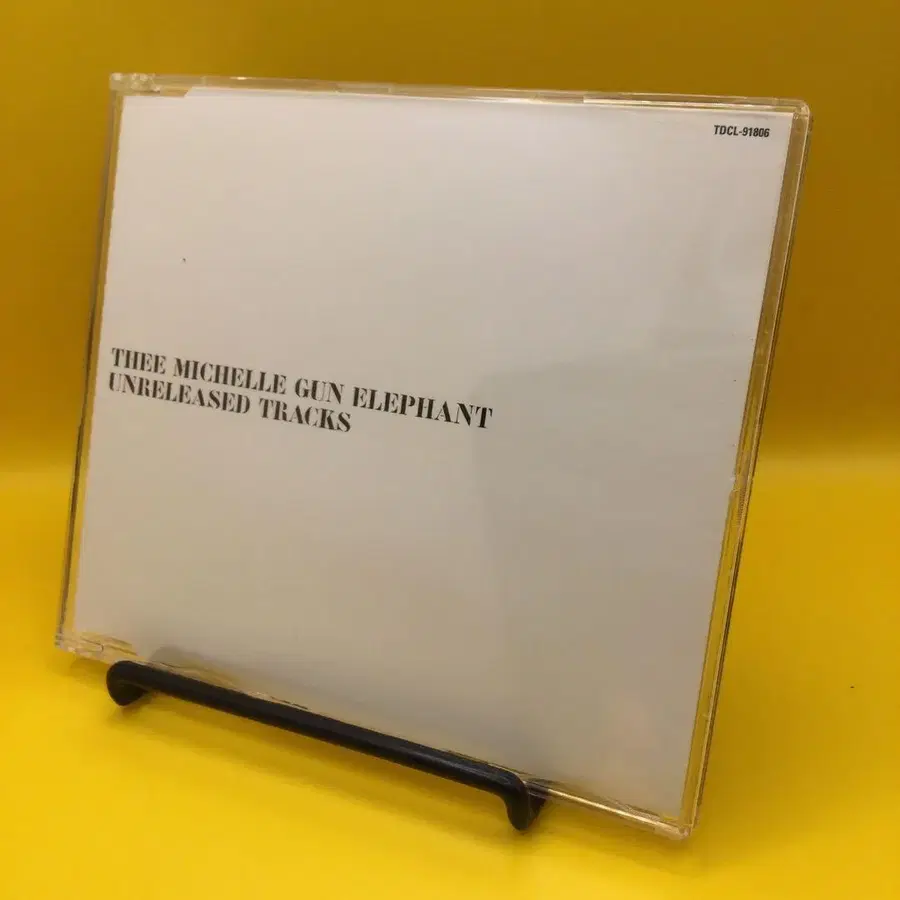 TDCL-91806
THEE MICHELLE GUN ELEPHANT
UNRELEASED TRACKS